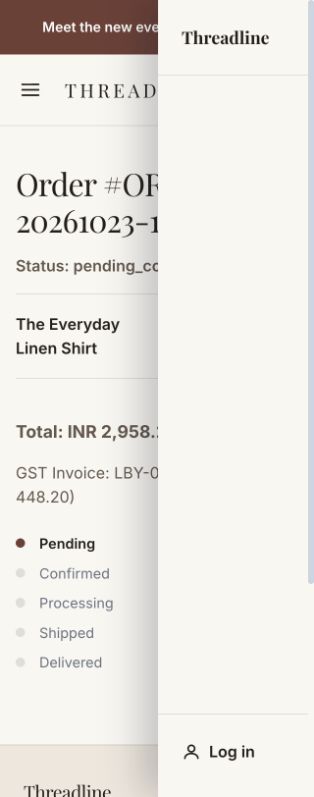 Meet the new eve
Threadline
THREAD
Order #OR
20261023-1
Status: pending_co
The Everyday
Linen Shirt
Total: INR 2,958.
GST Invoice: LBY-0
448.20)
Pending
Confirmed
Processing
Shipped
Delivered
Log in
Threadline